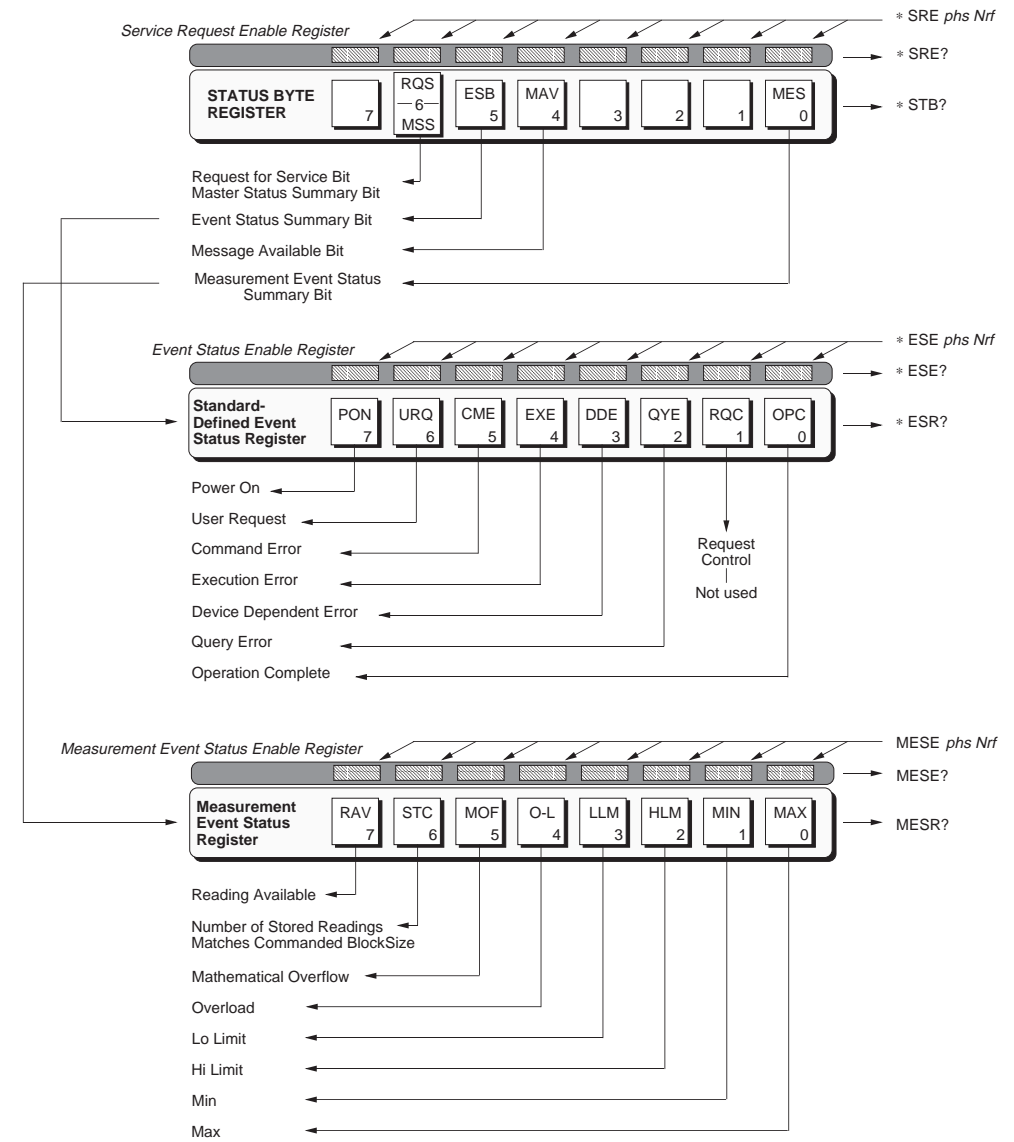 Service Request Enable Register
∗ SRE phs Nrf
∗ SRE?
STATUS BYTE
REGISTER
7
RQS
6
MSS
ESB
5
MAV
4
3
2
1
MES
0
∗ STB?
Request for Service Bit
Master Status Summary Bit
Event Status Summary Bit
Message Available Bit
Measurement Event Status
Summary Bit
Event Status Enable Register
∗ ESE phs Nrf
∗ ESE?
Standard-
Defined Event
Status Register
PON
7
URQ
6
CME
5
EXE
4
DDE
3
QYE
2
RQC
1
OPC
0
∗ ESR?
Power On
User Request
Command Error
Execution Error
Device Dependent Error
Query Error
Operation Complete
Request
Control
Not used
Measurement Event Status Enable Register
MESE phs Nrf
MESE?
Measurement
Event Status
Register
RAV
7
STC
6
MOF
5
O-L
4
LLM
3
HLM
2
MIN
1
MAX
0
MESR?
Reading Available
Number of Stored Readings
Matches Commanded BlockSize
Mathematical Overflow
Overload
Lo Limit
Hi Limit
Min
Max